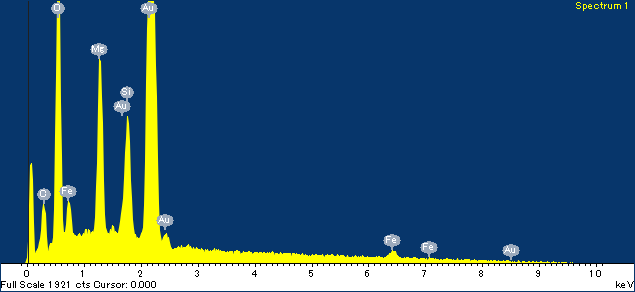 Spectrum 1
O Au
Mg
Si
Au
O Fe
Au
Fe Fe Au
0 1 2 3 4 5 6 7 8 9 10
Full Scale 1921 cts Cursor: 0.000 keV